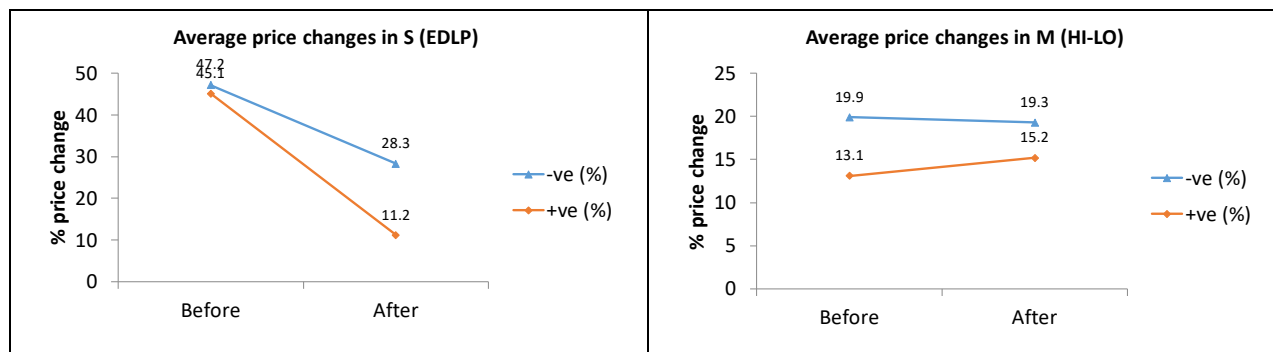 Average price changes in S (EDLP)
47.2
45.1
28.3
11.2
50
40
30
20
10
0
% price change
Before
After
-ve (%)
+ve (%)
Average price changes in M (HI-LO)
19.9
19.3
13.1
15.2
25
20
15
10
5
0
% price change
Before
After
-ve (%)
+ve (%)